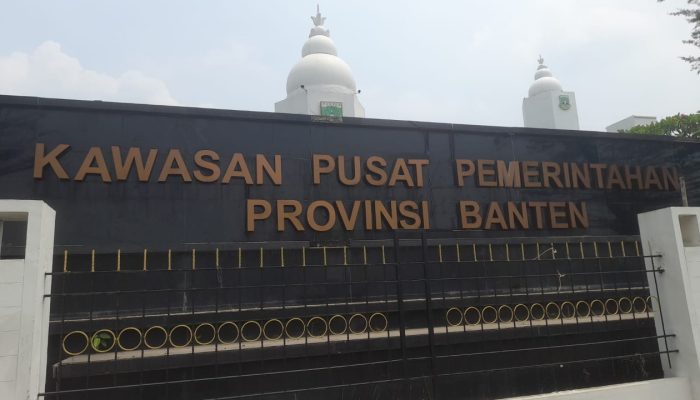 KAWASAN PUSAT PEMERINTAHAN
PROVINSI BANTEN